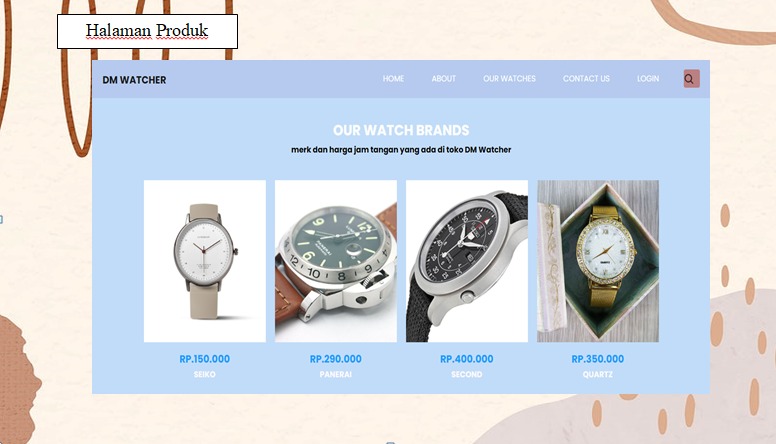 Halaman Produk
DM WATCHER
HOME ABOUT OUR WATCHES CONTACT US LOGIN
OUR WATCH BRANDS
merk dan harga jam tangan yang ada di toko DM Watcher
RP.150.000 RP.290.000 RP.400.000 RP.350.000
SEIKO PANERAI SECOND QUARTZ